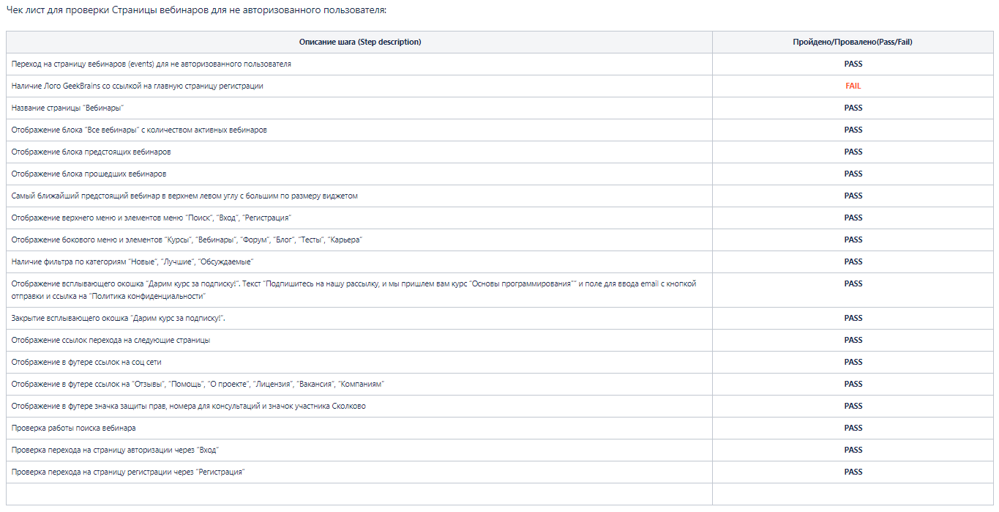 Чек лист для проверки Страницы вебинаров для не авторизованного пользователя:
Описание шага (Step description) Пройдено/Провалено(Pass/Fail)
Переход на страницу вебинаров (events) для не авторизованного пользователя PASS
Наличие Лого GeekBrains со ссылкой на главную страницу регистрации FAIL
Название страницы “Вебинары” PASS
Отображение блока “Все вебинары” с количеством активных вебинаров PASS
Отображение блока предстоящих вебинаров PASS
Отображение блока прошедших вебинаров PASS
Самый ближайший предстоящий вебинар в верхнем левом углу с большим по размеру виджетом PASS
Отображение верхнего меню и элементов меню “Поиск”, “Вход”, “Регистрация” PASS
Отображение бокового меню и элементов “Курсы”, “Вебинары”, “Форум”, “Блог”, “Тесты”, “Карьера” PASS
Наличие фильтра по категориям “Новые”, “Лучшие”, “Обсуждаемые” PASS
Отображение всплывающего окошка “Дарим курс за подписку!”. Текст “Подпишитесь на нашу рассылку, и мы пришлем вам курс “Основы программирования”” и поле для ввода email с кнопкой PASS
отправки и ссылка на “Политика конфиденциальности”
Закрытие всплывающего окошка “Дарим курс за подписку!”. PASS
Отображение ссылок перехода на следующие страницы PASS
Отображение в футере ссылок на соц сети PASS
Отображение в футере ссылок на “Отзывы”, “Помощь”, “О проекте”, “Лицензия”, “Вакансия”, “Компаниям” PASS
Отображение в футере значка защиты прав, номера для консультаций и значок участника Сколково PASS
Проверка работы поиска вебинара PASS
Проверка перехода на страницу авторизации через “Вход” PASS
Проверка перехода на страницу регистрации через “Регистрация” PASS